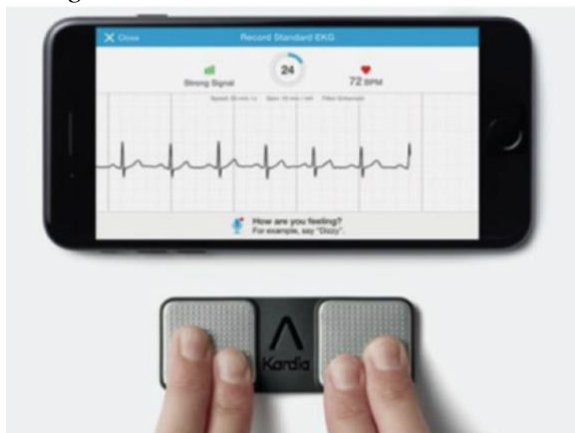 Close
Record Standard EKG
24
Strong Signal
72 BPM
How are you feeling?
For example, say "Dizzy".
Kardia